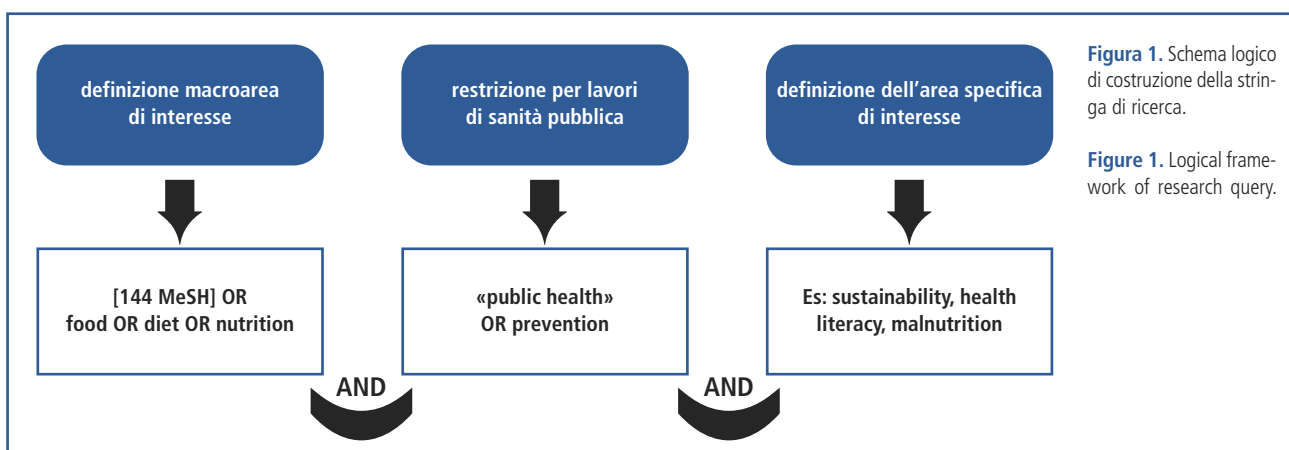 definizione macroarea
di interesse
restrizione per lavori
di sanità pubblica
definizione dell'area specifica
di interesse
[144 MeSH] OR
food OR diet OR nutrition
«public health»
OR prevention
Es: sustainability, health
literacy, malnutrition
AND
AND
Figura 1. Schema logico
di costruzione della strin-
ga di ricerca.
Figure 1. Logical frame-
work of research query.